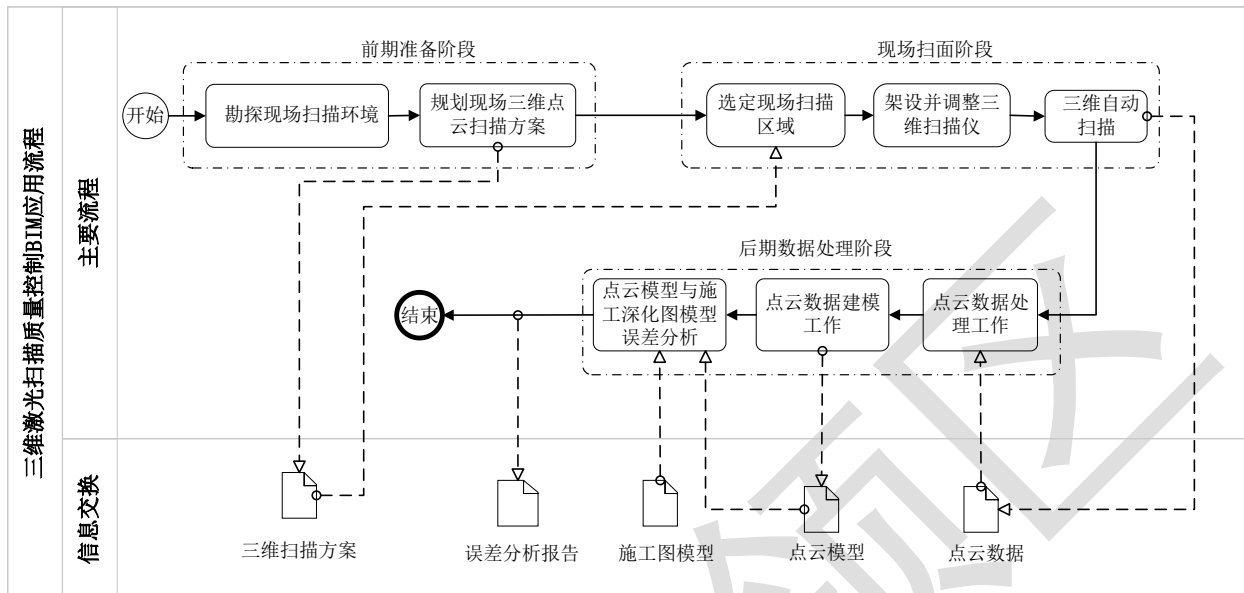 三维激光扫描质量控制BIM应用流程
主要流程
前期准备阶段
现场扫面阶段
开始
勘探现场扫描环境
规划现场三维点
云扫描方案
选定现场扫描
区域
架设并调整三
维扫描仪
三维自动
扫描
后期数据处理阶段
结束
点云模型与施
工深化图模型
误差分析
点云数据建模
工作
点云数据处
理工作
信息交换
三维扫描方案
误差分析报告
施工图模型
点云模型
点云数据